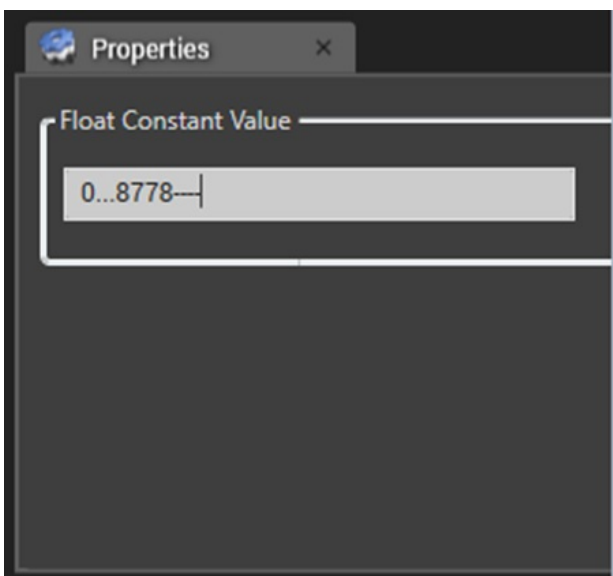 Properties ×
Float Constant Value
0...8778----